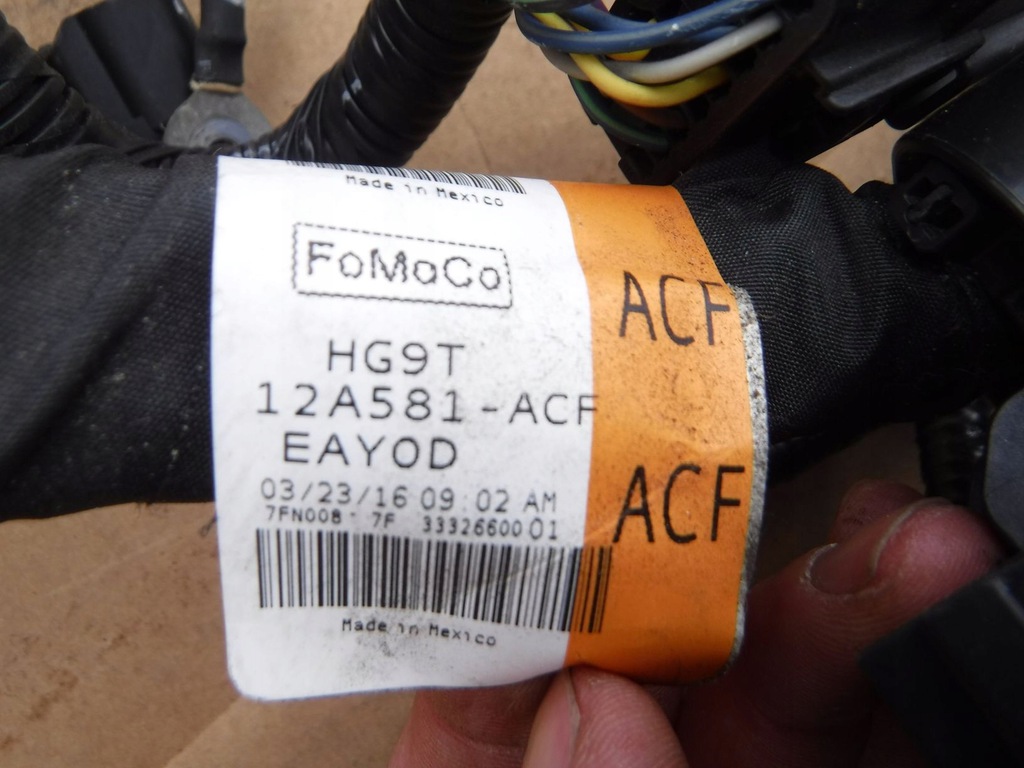 Made in Mexico
FoMoCo
ACF
HG9T
12A581-ACF
EAYOD
ACF
03/23/16 09:02 AM
7FN008 7F 3332660001
Made in Mexico